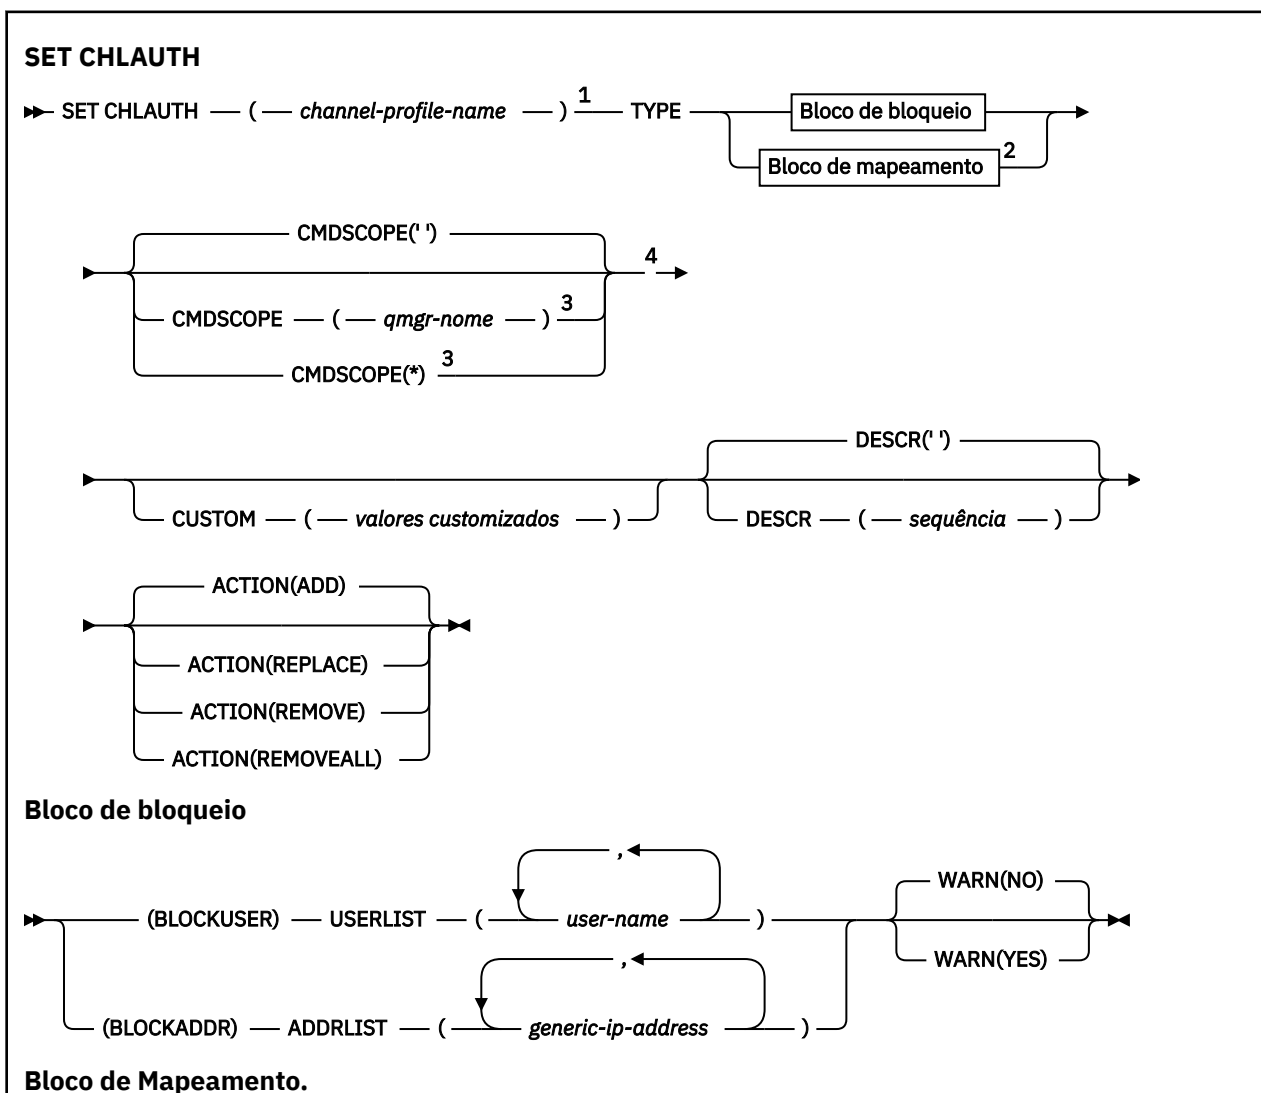 SET CHLAUTH
SET CHLAUTH ( channel-profile-name ) 1 TYPE Bloco de bloqueio
Bloco de mapeamento 2
CMDSCOPE(' ')
4
CMDSCOPE ( qmgr-nome ) 3
CMDSCOPE(*) 3
DESCR(' ')
CUSTOM ( valores customizados ) DESCR ( sequência )
ACTION(ADD)
ACTION(REPLACE)
ACTION(REMOVE)
ACTION(REMOVEALL)
Bloco de bloqueio
,
WARN(NO)
(BLOCKUSER) USERLIST ( user-name )
WARN(YES)
,
(BLOCKADDR) ADDRLIST ( generic-ip-address )
Bloco de Mapeamento.